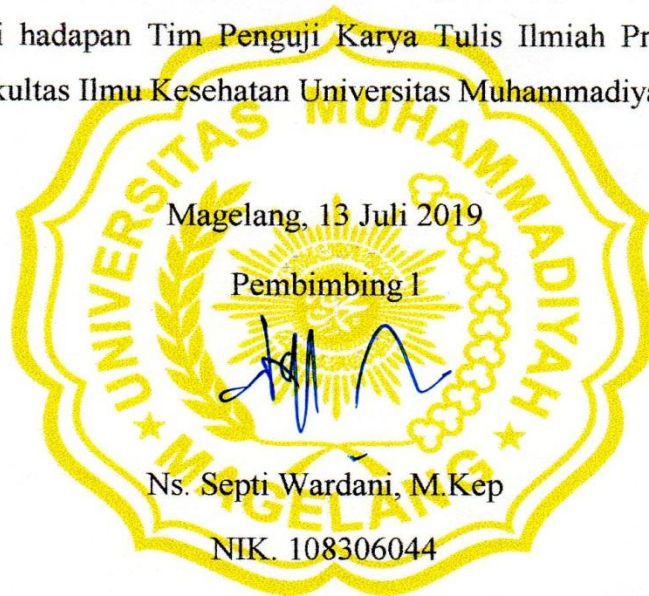 i hadapan Tim Penguji Karya Tulis Ilmiah Pr
kultas Ilmu Kesehatan Universitas Muhammadiya
UNIVERSITAS MUHAMMADIYAH
MAGELANG
Magelang, 13 Juli 2019
Pembimbing I
Ns. Septi Wardani, M.Kep
NIK. 108306044